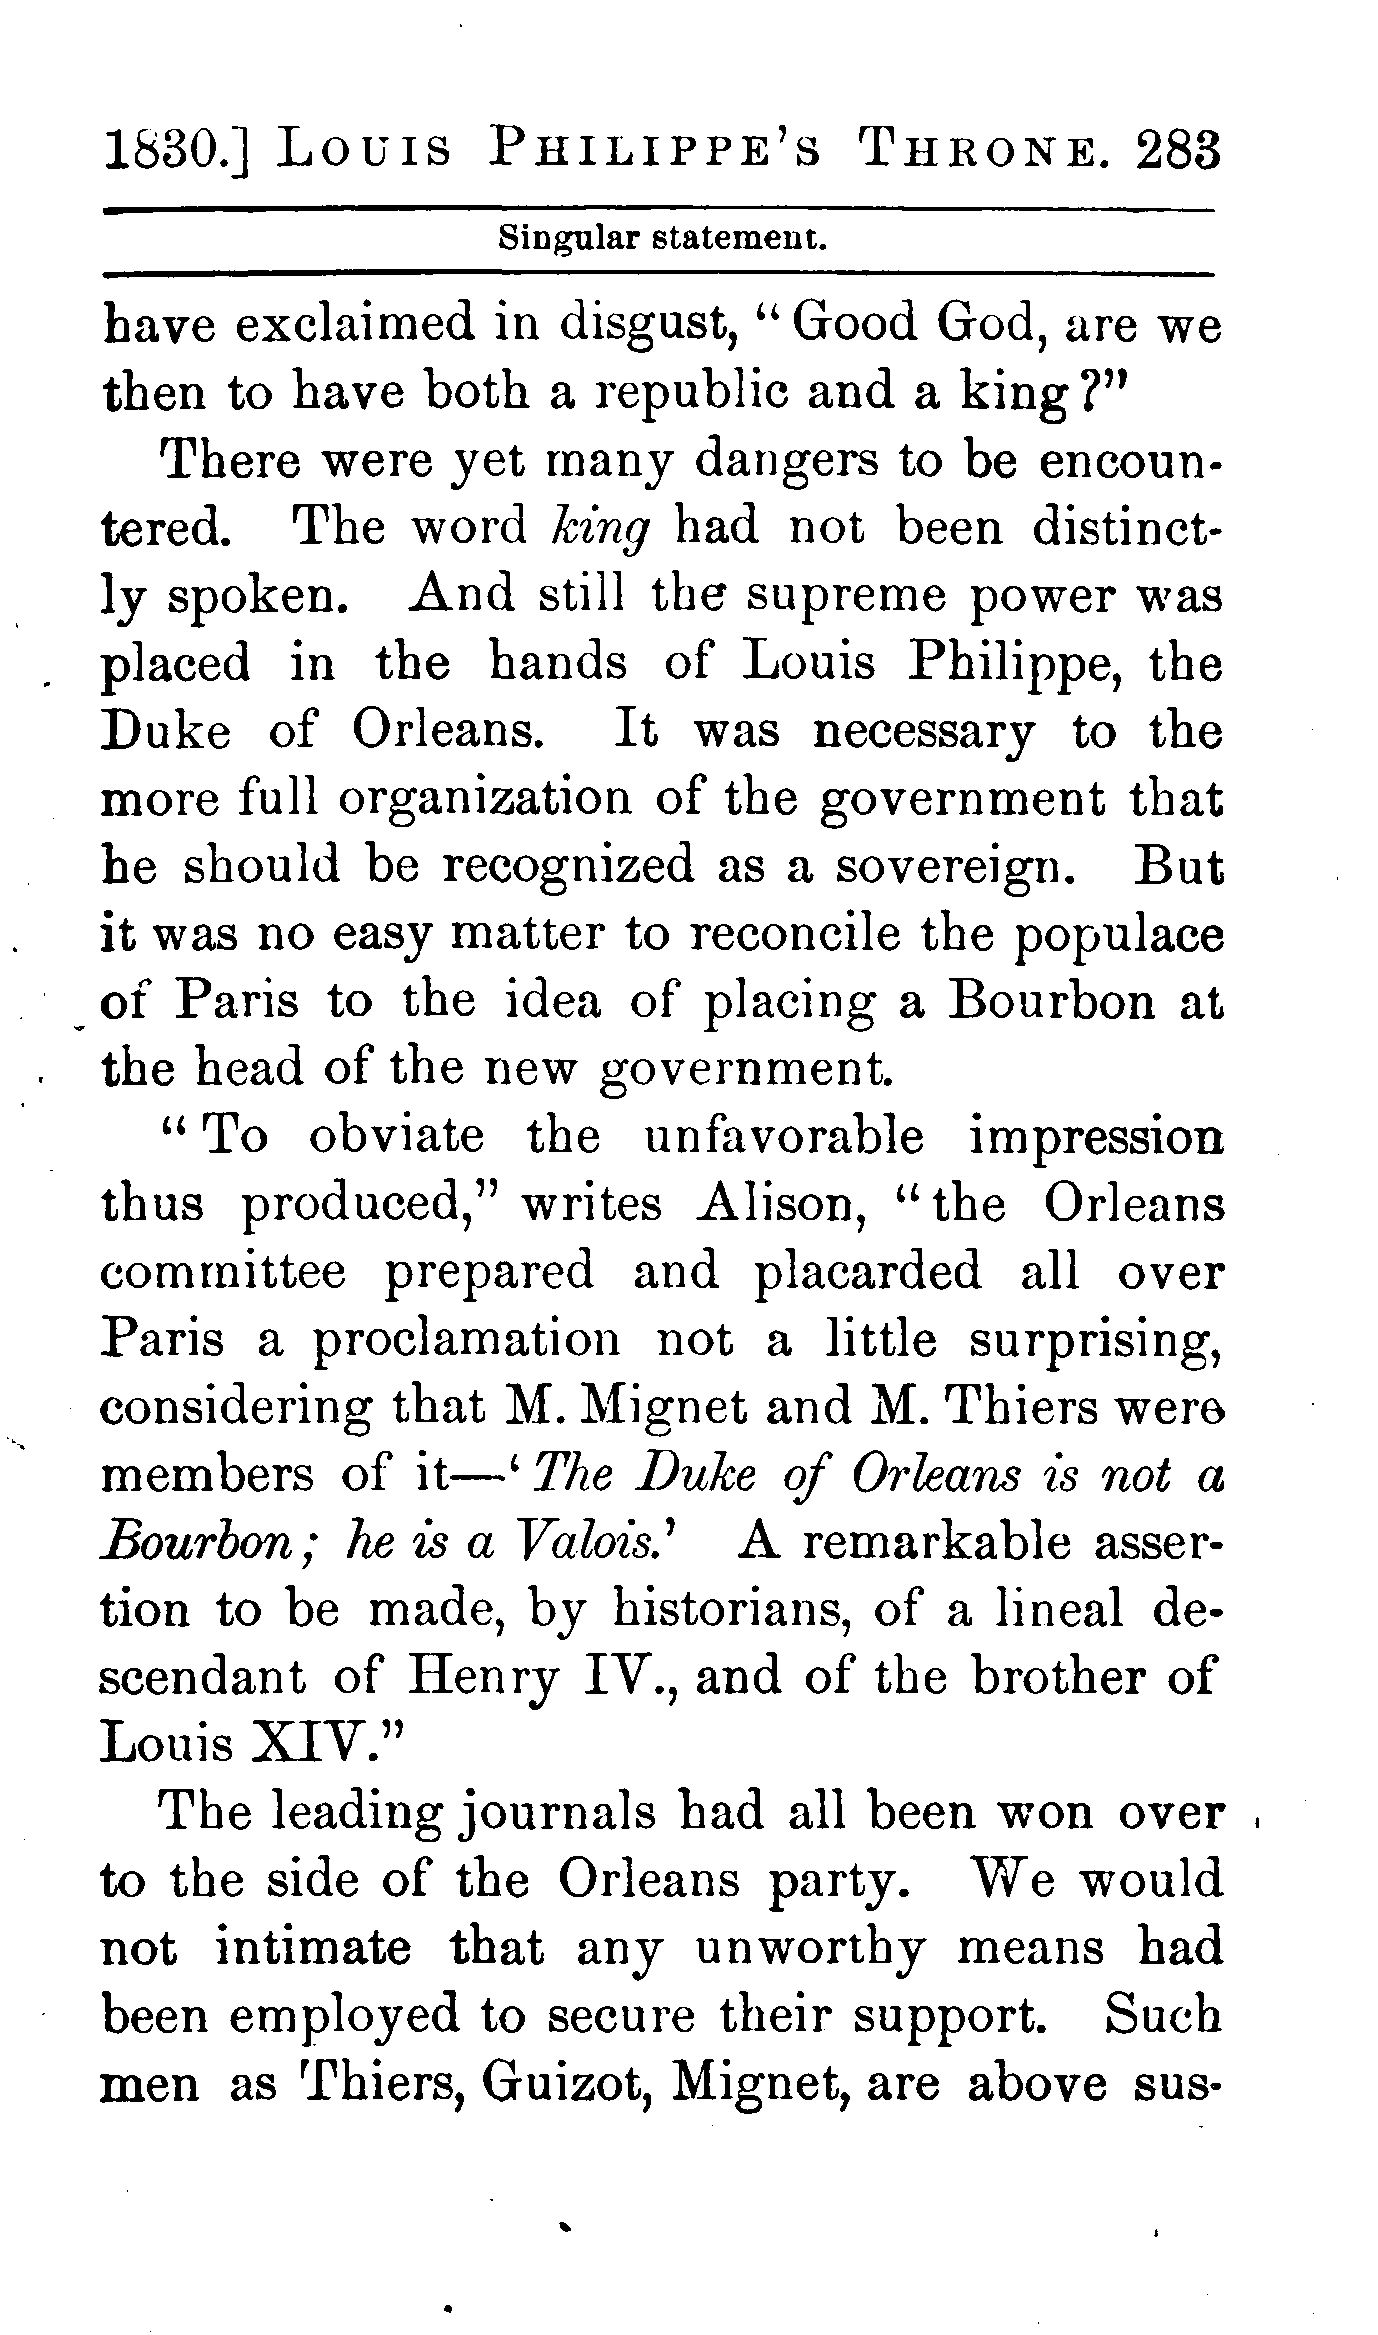 1830.] LOUIS PHILIPPE'S THRONE. 283
Singular statement.
have exclaimed in disgust, “Good God, are we
then to have both a republic and a king?”
There were yet many dangers to be encoun-
tered. The word king had not been distinct-
ly spoken. And still the supreme power was
placed in the hands of Louis Philippe, the
Duke of Orleans. It was necessary to the
more full organization of the government that
he should be recognized as a sovereign. But
it was no easy matter to reconcile the populace
of Paris to the idea of placing a Bourbon at
the head of the new government.
“To obviate the unfavorable impression
thus produced,” writes Alison, “the Orleans
committee prepared and placarded all over
Paris a proclamation not a little surprising,
considering that M. Mignet and M. Thiers were
members of it—‘The Duke of Orleans is not a
Bourbon; he is a Valois.’ A remarkable asser-
tion to be made, by historians, of a lineal de-
scendant of Henry IV., and of the brother of
Louis XIV.”
The leading journals had all been won over
to the side of the Orleans party. We would
not intimate that any unworthy means had
been employed to secure their support. Such
men as Thiers, Guizot, Mignet, are above sus-